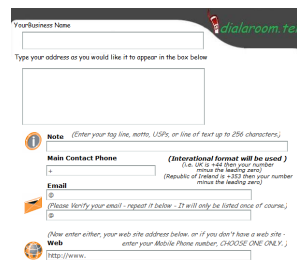 YourBusiness Name
dialaroom.te
Type your address as you would like it to appear in the box below
Note (Enter your tag line, motto, USPs, or line of text up to 256 characters.)
Main Contact Phone (Interational format will be used )
(i.e. UK is +44 then your number
minus the leading zero)
(Republic of Ireland is +353 then your number
minus the leading zero)
+
Email
@
(Please Verify your email - repeat it below - It will only be listed once of course.)
@
(Now enter either, your web site address below, or if you don't have a web site -
Web enter your Mobile Phone number, CHOOSE ONE ONLY. )
http://www.